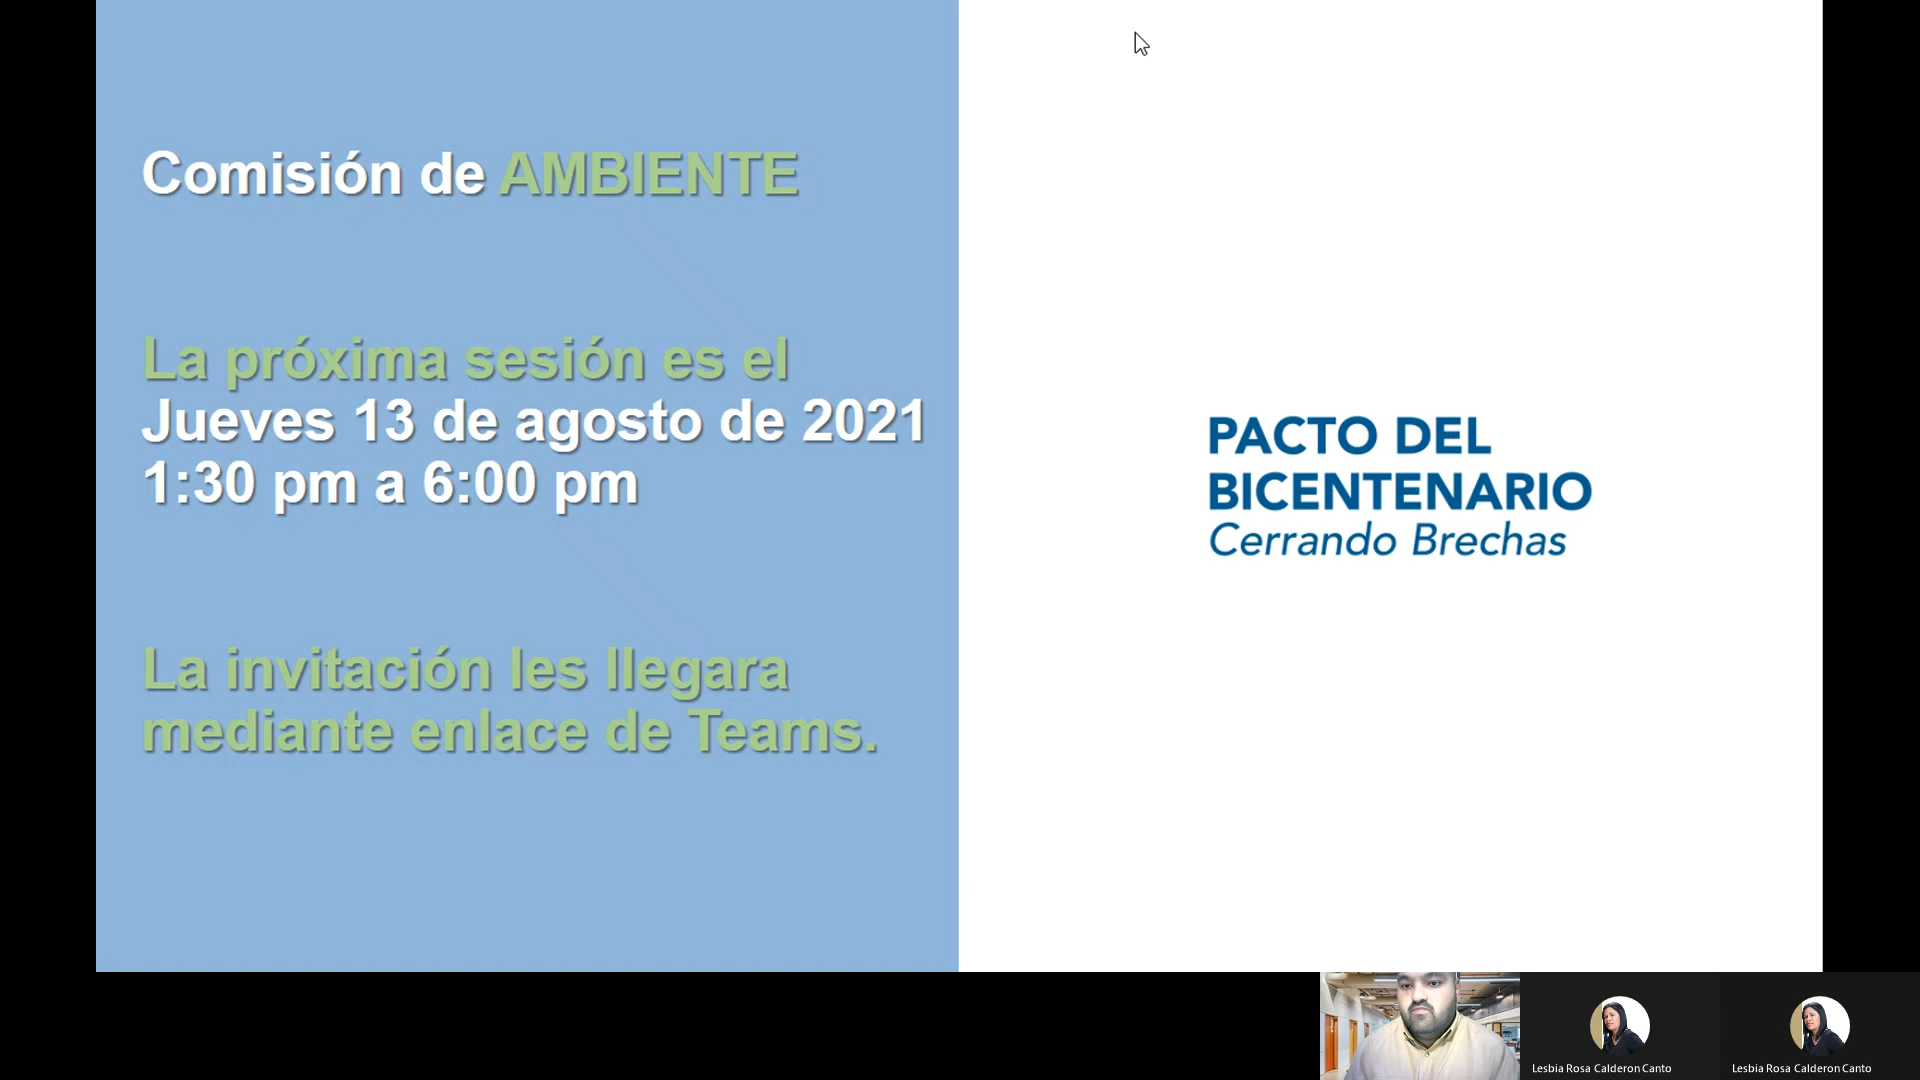 Comisión de AMBIENTE
La próxima sesión es el
Jueves 13 de agosto de 2021
1:30 pm a 6:00 pm
La invitación les llegara
mediante enlace de Teams.
PACTO DEL
BICENTENARIO
Cerrando Brechas
Lesbia Rosa Calderon Canto
Lesbia Rosa Calderon Canto